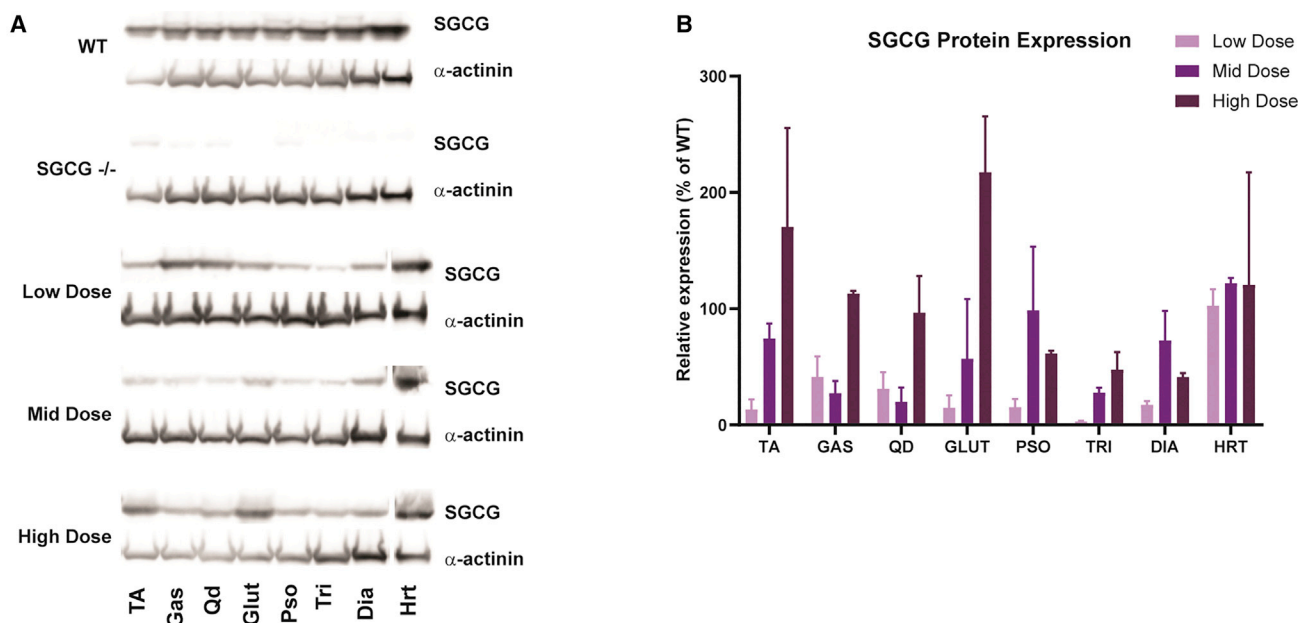 A
WT
SGCG
α-actinin
SGCG -/-
SGCG
α-actinin
Low Dose
SGCG
α-actinin
Mid Dose
SGCG
α-actinin
High Dose
SGCG
α-actinin
TA Gas Qd Glut Pso Tri Dia Hrt
B
SGCG Protein Expression
Low Dose
Mid Dose
High Dose
Relative expression (% of WT)
300
200
100
0
TA GAS QD GLUT PSO TRI DIA HRT